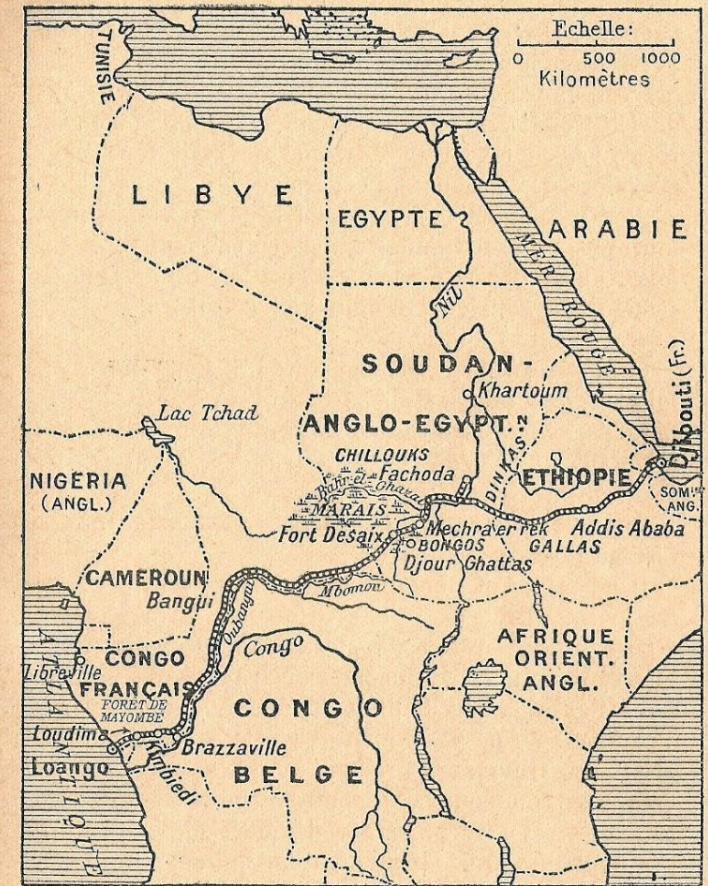 Echelle:
0 500 1000
Kilomètres
TUNISIE
LIBYE
EGYPTE
ARABIE
MER ROUGE
Nil
SOUDAN-
ANGLO-EGYPT.N
Khartoum
Djibouti (Fr.)
Lac Tchad
DINKAS
CHILLOUKS
Fachoda
ETHIOPIE
NIGERIA
(ANGL.)
Bahr-el-Ghazal
SOM.
ANG.
MARAIS
Fort Desaix
Mechra er rek
Addis Ababa
BONGOS
GALLAS
Djour Ghattas
CAMEROUN
Bangui
Mbomou
Oubangui
ATLANTIQUE
Congo
AFRIQUE
ORIENT.
ANGL.
CONGO
FRANÇAIS
Libreville
FORET DE
MAYOMBE
CONGO
BELGE
Loudima
Brazzaville
Kimbiedi
Loango